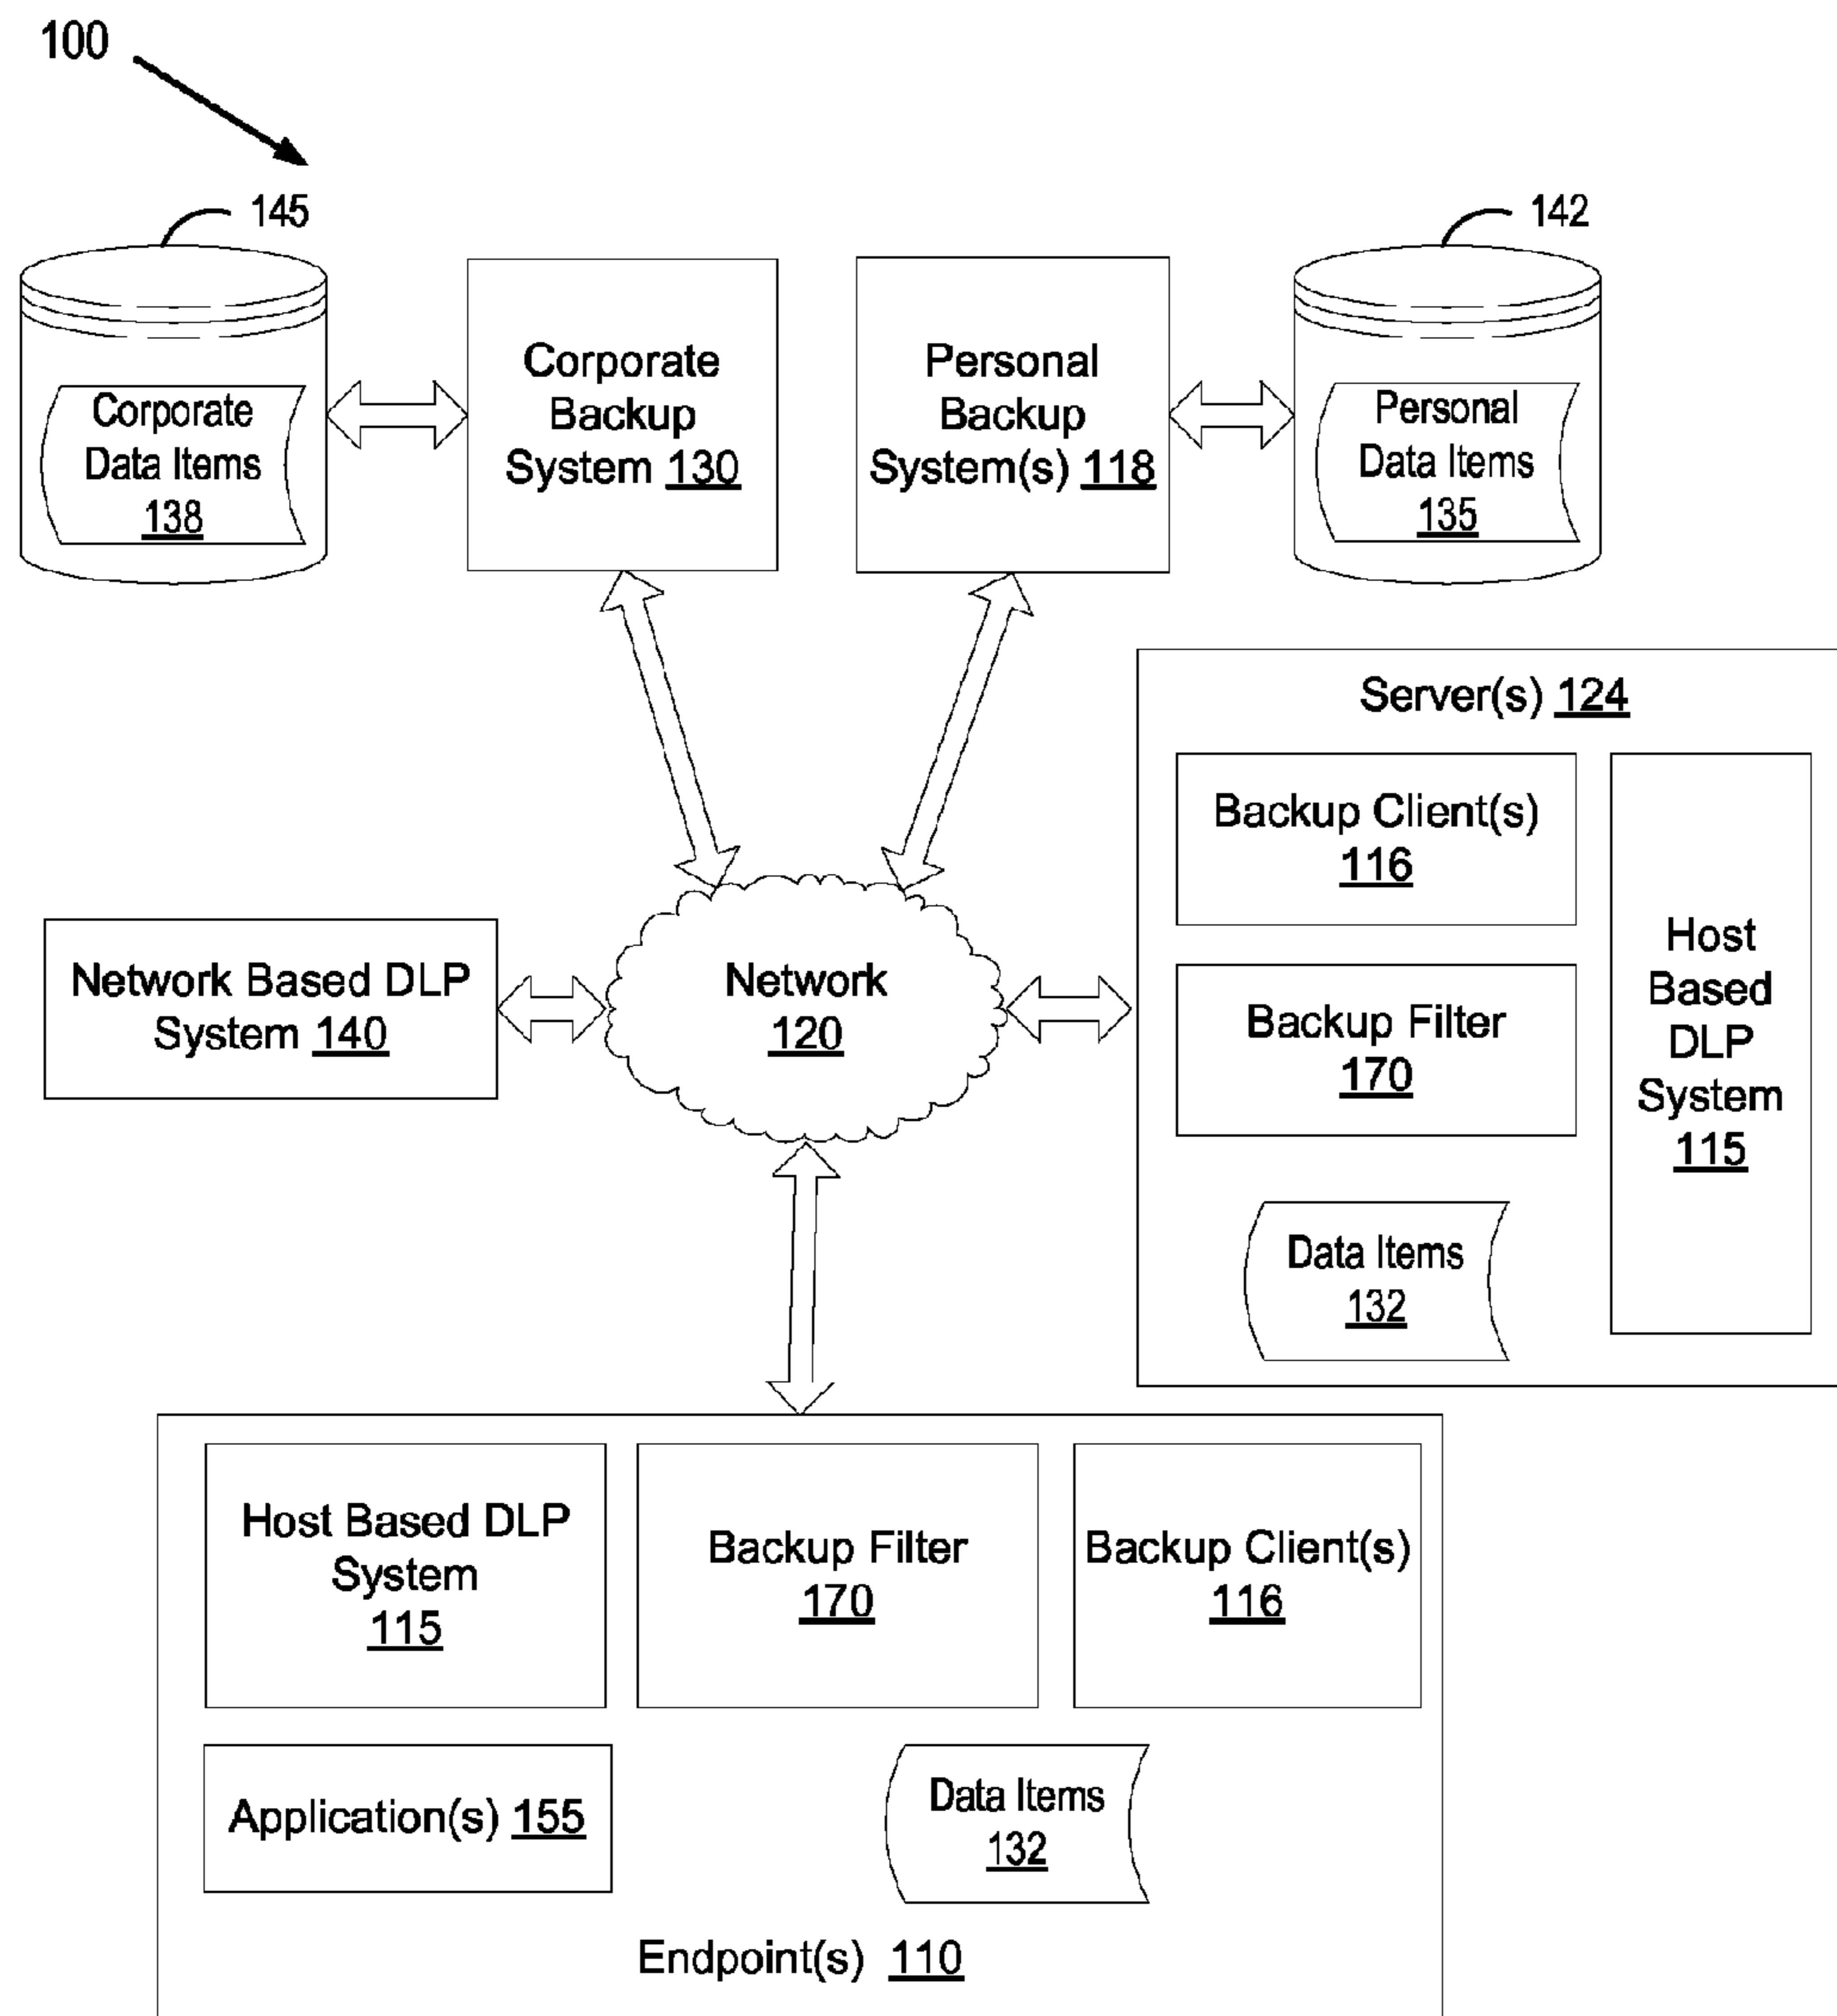 100
145
142
Corporate
Backup
System 130
Personal
Backup
System(s) 118
Corporate
Data Items
138
Personal
Data Items
135
Server(s) 124
Backup Client(s)
116
Host
Based
DLP
System
115
Backup Filter
170
Data Items
132
Network Based DLP
System 140
Network
120
Host Based DLP
System
115
Backup Filter
170
Backup Client(s)
116
Application(s) 155
Data Items
132
Endpoint(s) 110